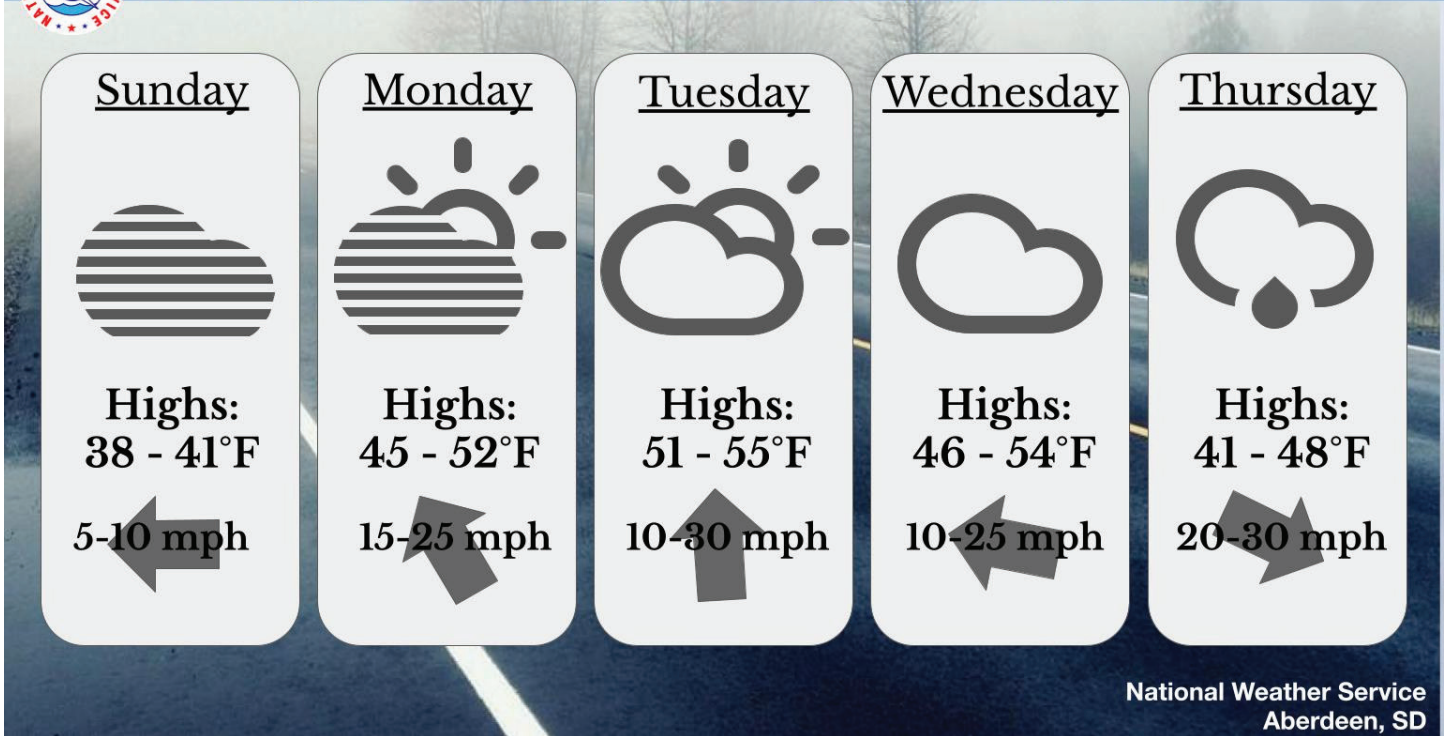 Sunday
Highs:
38 - 41°F
5-10 mph
Monday
Highs:
45 - 52°F
15-25 mph
Tuesday
Highs:
51 - 55°F
10-30 mph
Wednesday
Highs:
46 - 54°F
10-25 mph
Thursday
Highs:
41 - 48°F
20-30 mph
National Weather Service
Aberdeen, SD